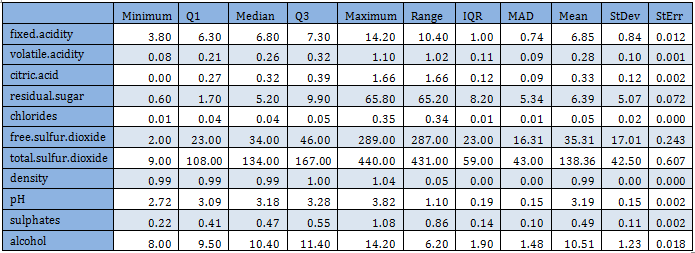 Minimum Q1 Median Q3 Maximum Range IQR MAD Mean StDev StErr
fixed.acidity 3.80 6.30 6.80 7.30 14.20 10.40 1.00 0.74 6.85 0.84 0.012
volatile.acidity 0.08 0.21 0.26 0.32 1.10 1.02 0.11 0.09 0.28 0.10 0.001
citric.acid 0.00 0.27 0.32 0.39 1.66 1.66 0.12 0.09 0.33 0.12 0.002
residual.sugar 0.60 1.70 5.20 9.90 65.80 65.20 8.20 5.34 6.39 5.07 0.072
chlorides 0.01 0.04 0.04 0.05 0.35 0.34 0.01 0.01 0.05 0.02 0.000
free.sulfur.dioxide 2.00 23.00 34.00 46.00 289.00 287.00 23.00 16.31 35.31 17.01 0.243
total.sulfur.dioxide 9.00 108.00 134.00 167.00 440.00 431.00 59.00 43.00 138.36 42.50 0.607
density 0.99 0.99 0.99 1.00 1.04 0.05 0.00 0.00 0.99 0.00 0.000
pH 2.72 3.09 3.18 3.28 3.82 1.10 0.19 0.15 3.19 0.15 0.002
sulphates 0.22 0.41 0.47 0.55 1.08 0.86 0.14 0.10 0.49 0.11 0.002
alcohol 8.00 9.50 10.40 11.40 14.20 6.20 1.90 1.48 10.51 1.23 0.018